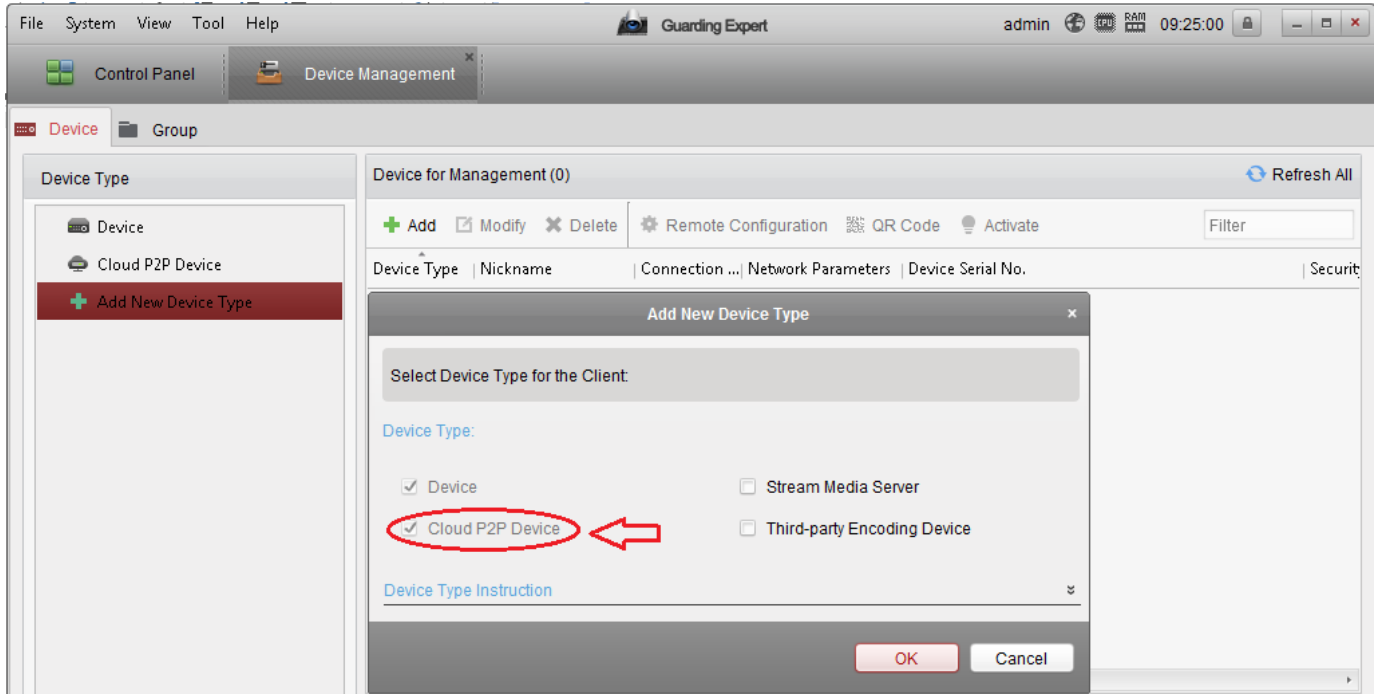 File System View Tool Help Guarding Expert admin CPU RAM 09:25:00
Control Panel Device Management
Device Group
Device Type
Device
Cloud P2P Device
Add New Device Type
Device for Management (0) Refresh All
Add Modify Delete Remote Configuration QR Code Activate Filter
Device Type Nickname Connection ... Network Parameters Device Serial No. Securit
Add New Device Type
Select Device Type for the Client:
Device Type:
Device Stream Media Server
Cloud P2P Device Third-party Encoding Device
Device Type Instruction
OK Cancel